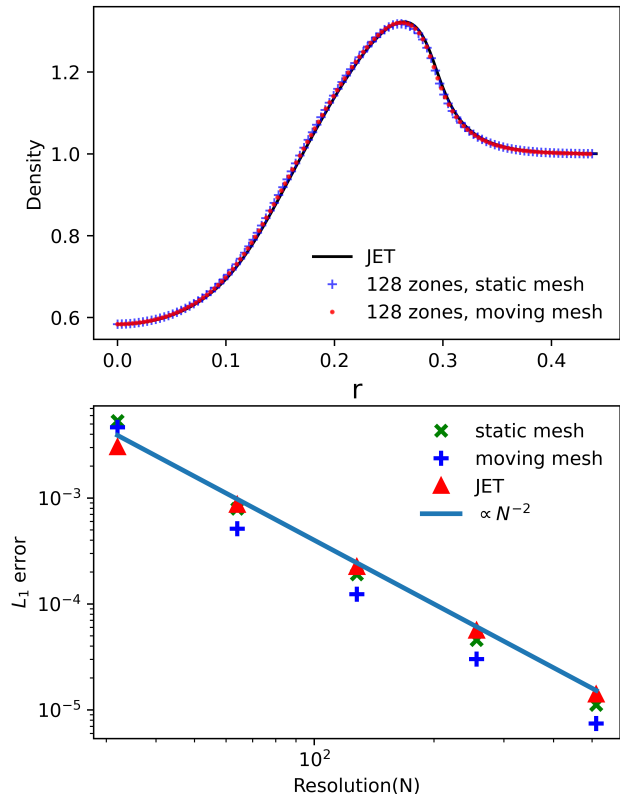 1.2
1.0
0.8
0.6
Density
JET
128 zones, static mesh
128 zones, moving mesh
0.0 0.1 0.2 0.3 0.4
r
static mesh
moving mesh
JET
∝ N⁻²
10⁻³
10⁻⁴
10⁻⁵
L₁ error
10²
Resolution(N)